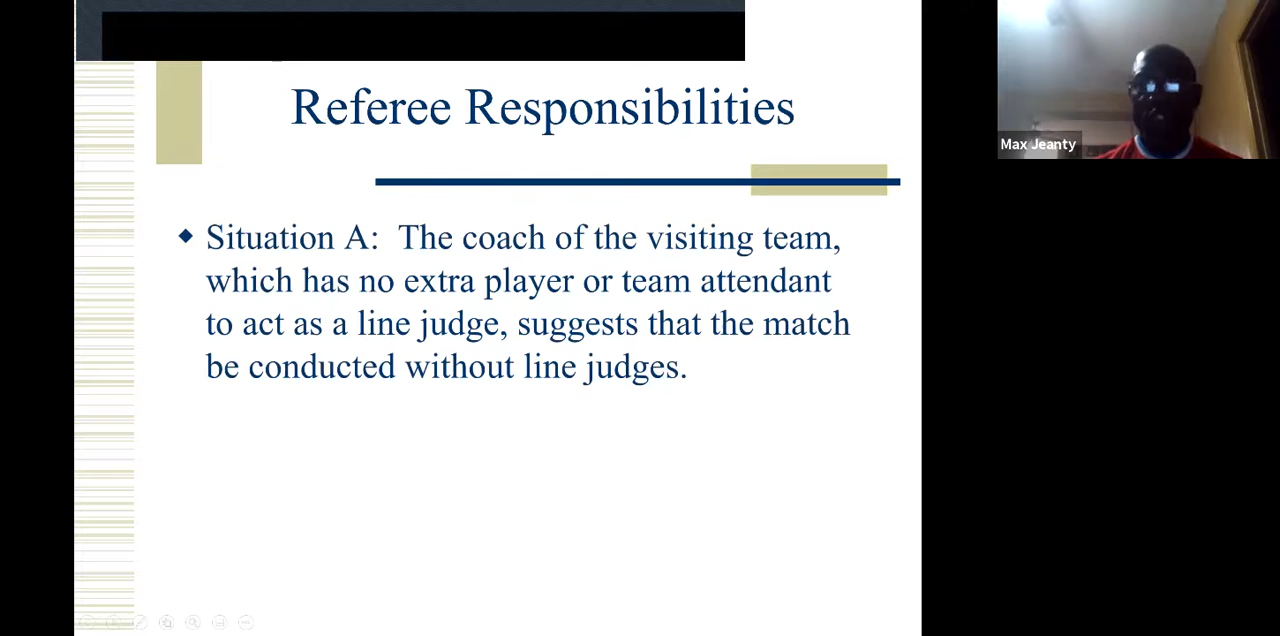 Referee Responsibilities
Max Jeanty
Situation A: The coach of the visiting team,
which has no extra player or team attendant
to act as a line judge, suggests that the match
be conducted without line judges.